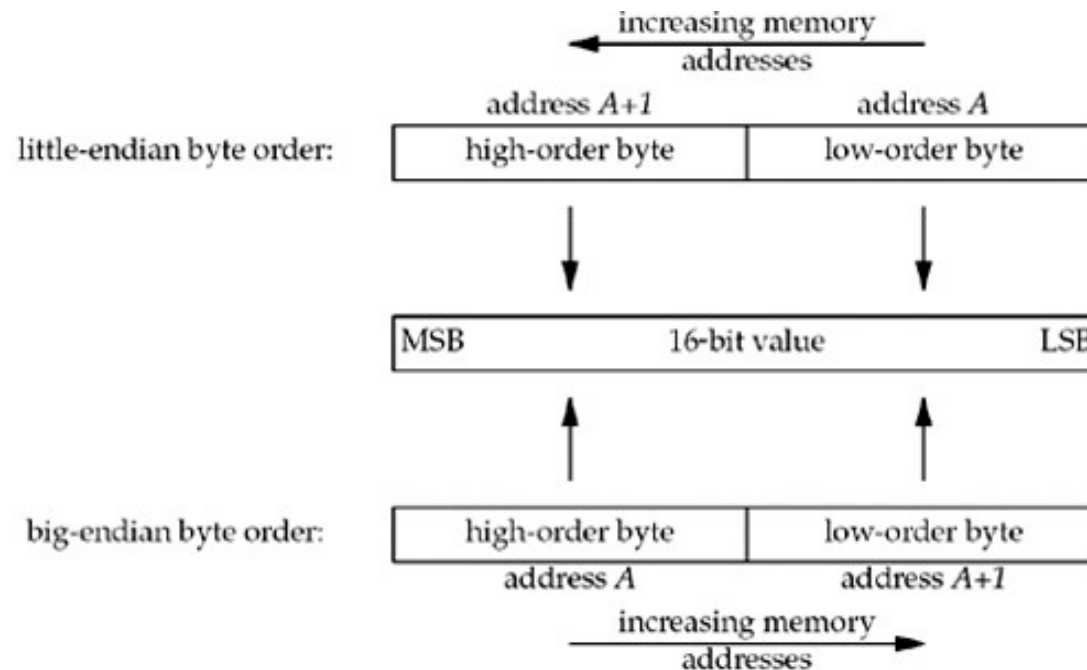 increasing memory
addresses
address A+1 address A
little-endian byte order: high-order byte low-order byte
MSB 16-bit value LSB
big-endian byte order: high-order byte low-order byte
address A address A+1
increasing memory
addresses